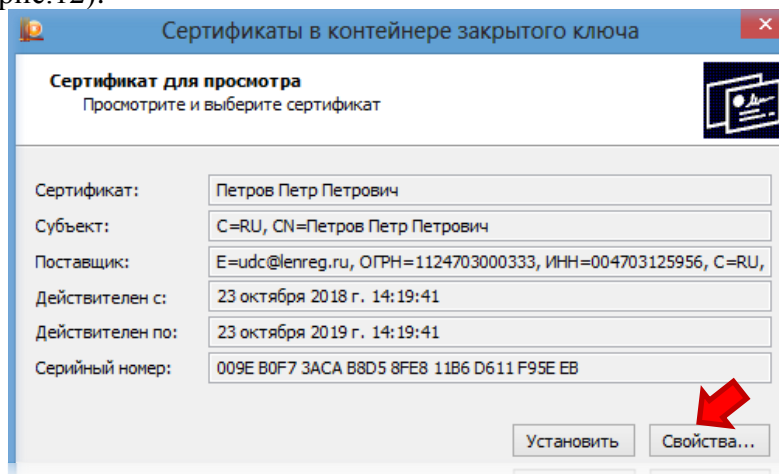 рис.12).
Сертификаты в контейнере закрытого ключа
Сертификат для просмотра
Просмотрите и выберите сертификат
Сертификат: Петров Петр Петрович
Субъект: C=RU, CN=Петров Петр Петрович
Поставщик: E=udc@lenreg.ru, ОГРН=1124703000333, ИНН=004703125956, C=RU,
Действителен с: 23 октября 2018 г. 14:19:41
Действителен по: 23 октября 2019 г. 14:19:41
Серийный номер: 009E B0F7 3ACA B8D5 8FE8 11B6 D611 F95E EB
Установить Свойства...